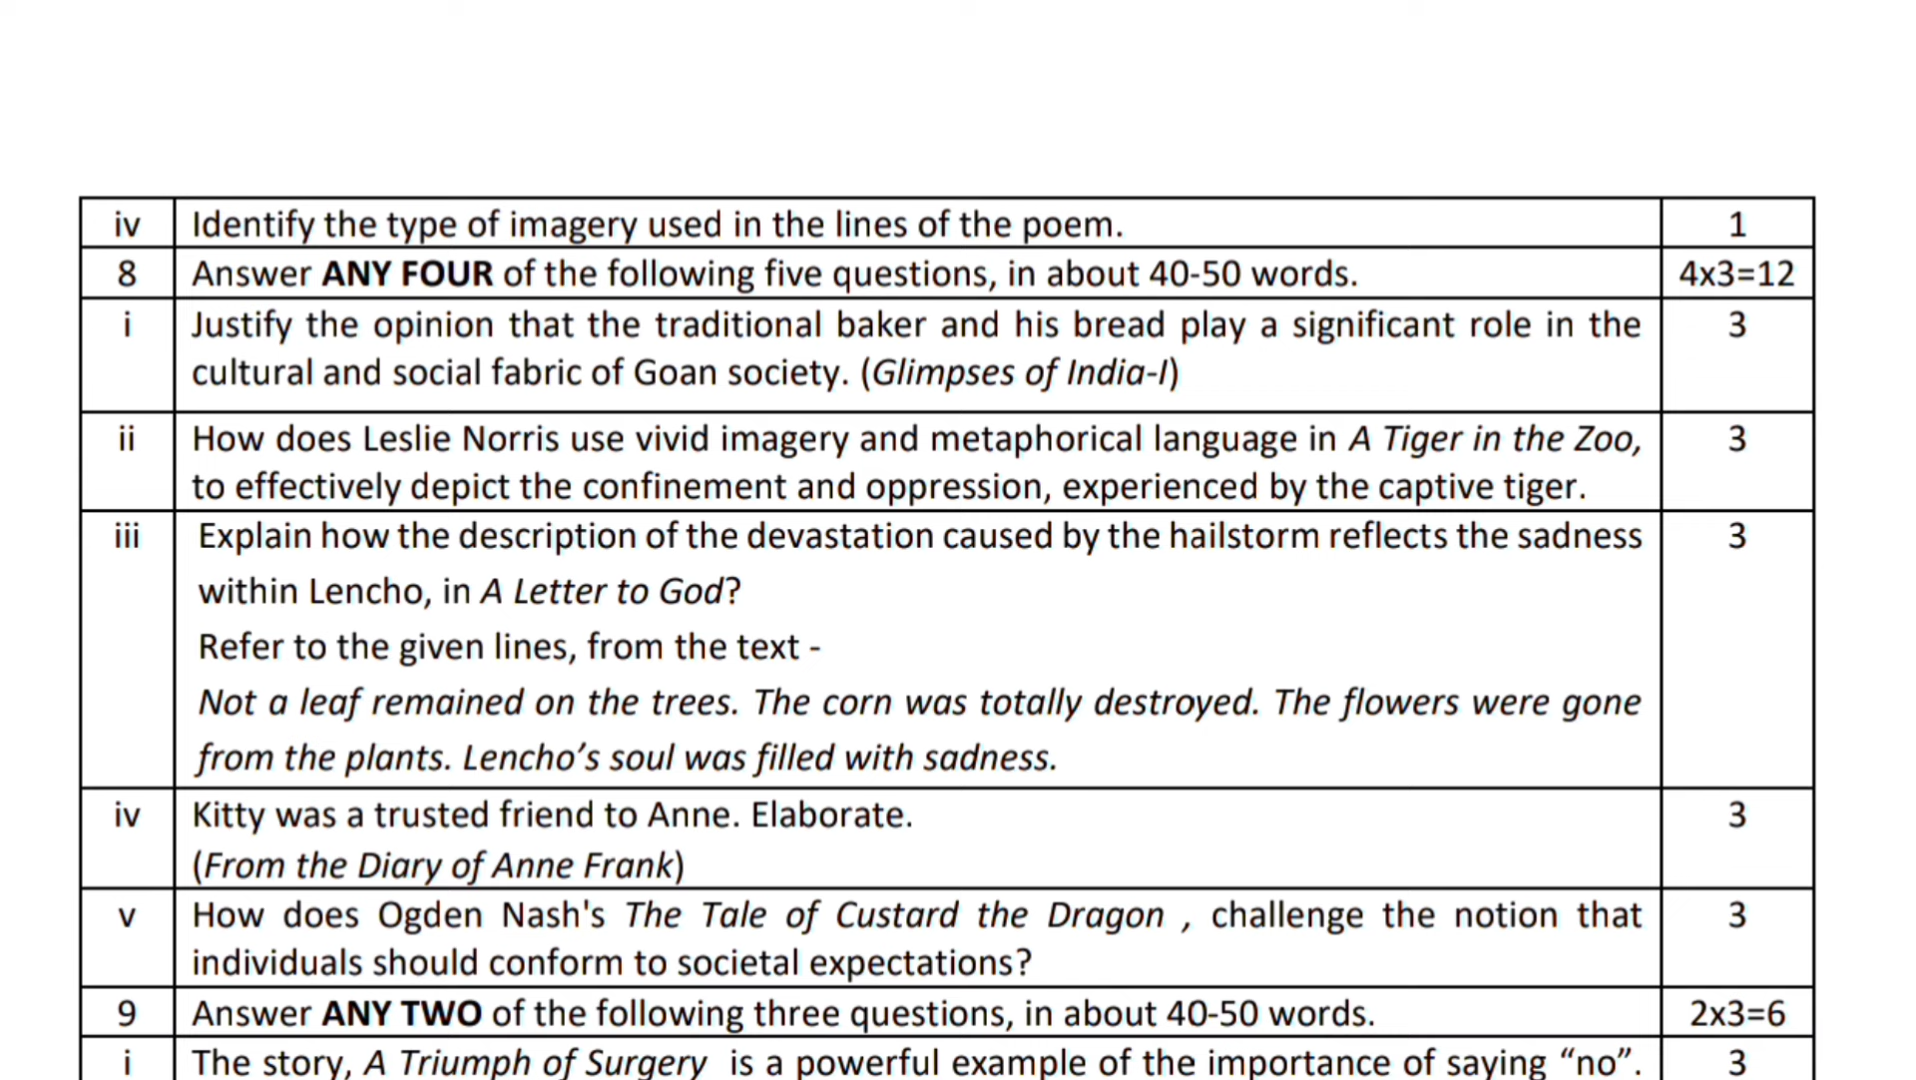 iv Identify the type of imagery used in the lines of the poem. 1
8 Answer ANY FOUR of the following five questions, in about 40-50 words. 4x3=12
i Justify the opinion that the traditional baker and his bread play a significant role in the 3
cultural and social fabric of Goan society. (Glimpses of India-I)
ii How does Leslie Norris use vivid imagery and metaphorical language in A Tiger in the Zoo, 3
to effectively depict the confinement and oppression, experienced by the captive tiger.
iii Explain how the description of the devastation caused by the hailstorm reflects the sadness 3
within Lencho, in A Letter to God?
Refer to the given lines, from the text -
Not a leaf remained on the trees. The corn was totally destroyed. The flowers were gone
from the plants. Lencho’s soul was filled with sadness.
iv Kitty was a trusted friend to Anne. Elaborate. 3
(From the Diary of Anne Frank)
v How does Ogden Nash's The Tale of Custard the Dragon , challenge the notion that 3
individuals should conform to societal expectations?
9 Answer ANY TWO of the following three questions, in about 40-50 words. 2x3=6
i The story, A Triumph of Surgery is a powerful example of the importance of saying “no”. 3